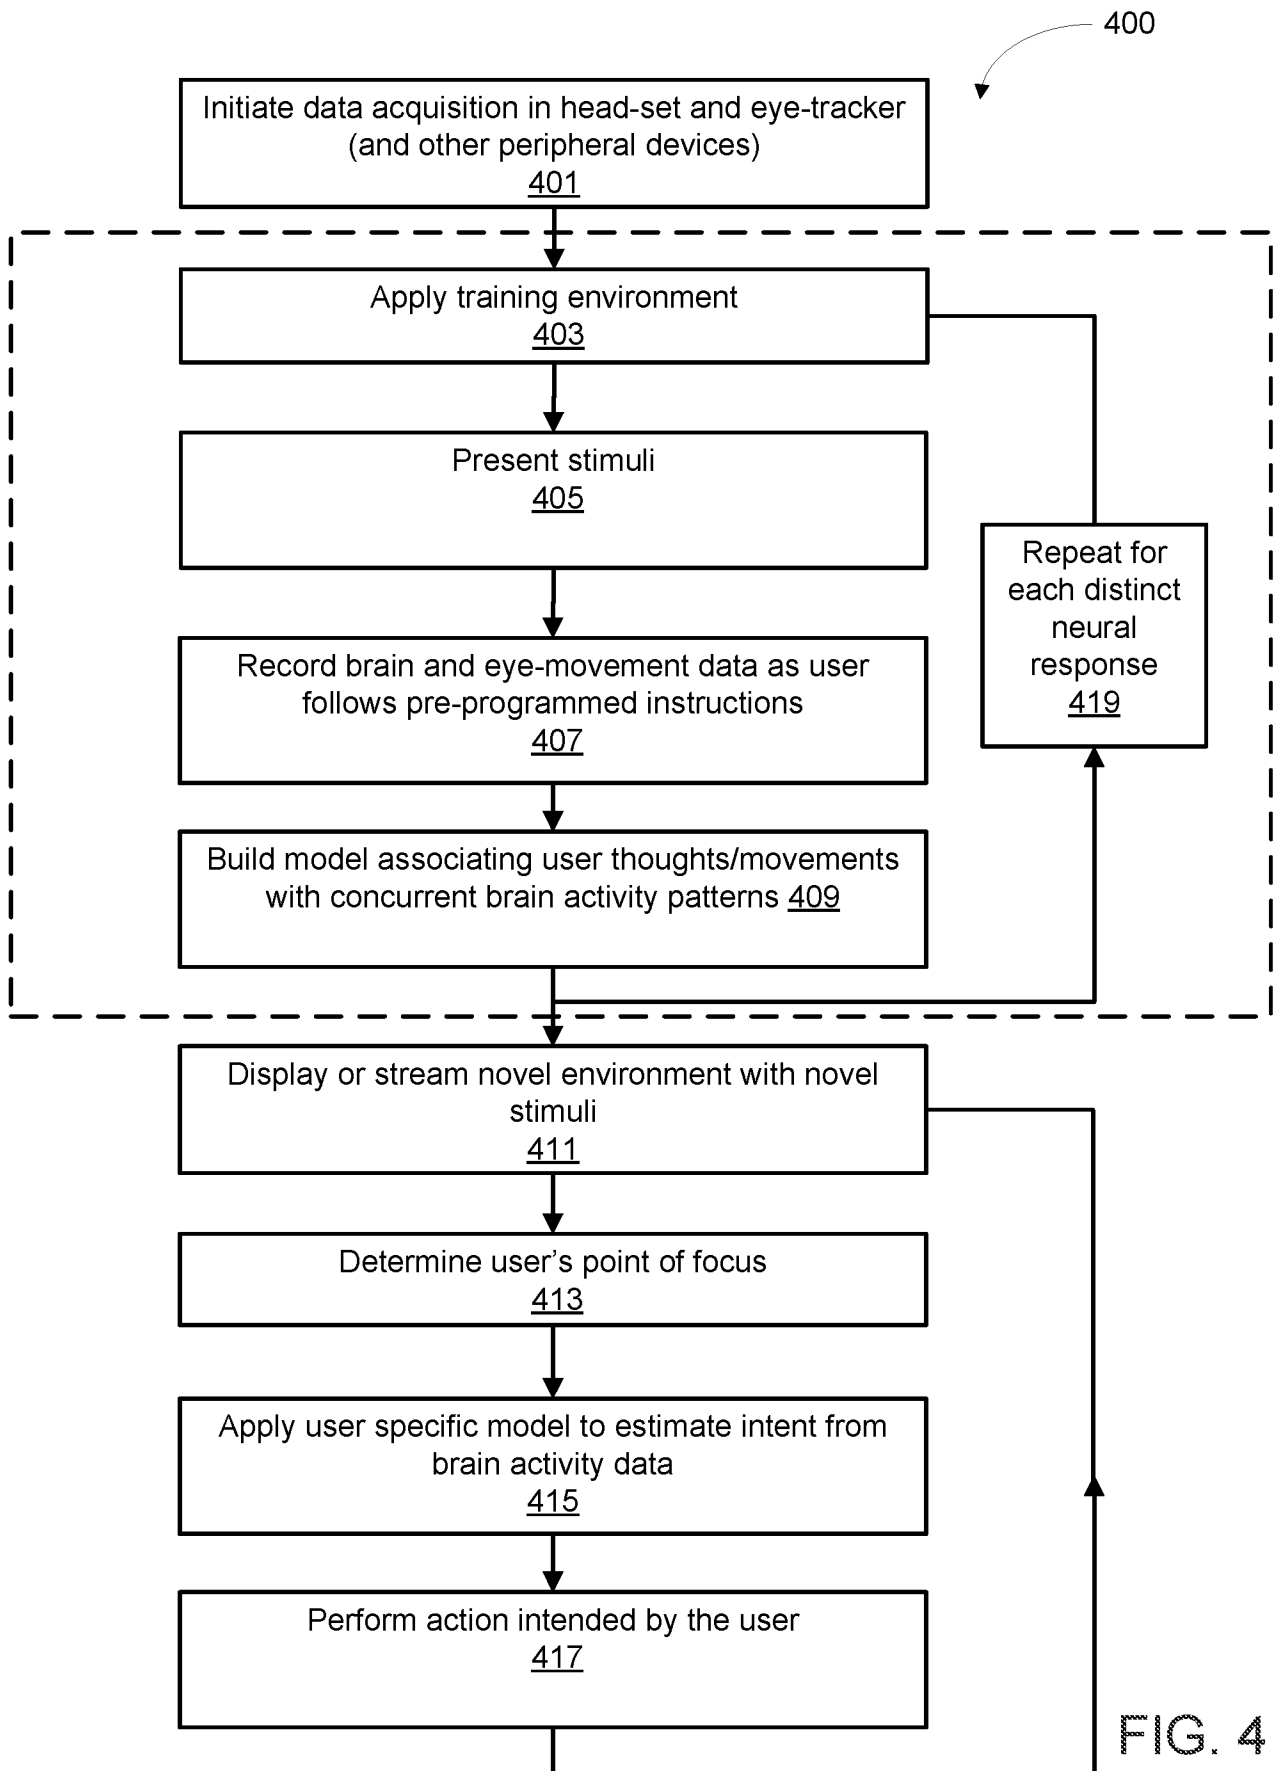 400
Initiate data acquisition in head-set and eye-tracker
(and other peripheral devices)
401
Apply training environment
403
Present stimuli
405
Repeat for
each distinct
neural
response
419
Record brain and eye-movement data as user
follows pre-programmed instructions
407
Build model associating user thoughts/movements
with concurrent brain activity patterns 409
Display or stream novel environment with novel
stimuli
411
Determine user’s point of focus
413
Apply user specific model to estimate intent from
brain activity data
415
Perform action intended by the user
417
FIG. 4